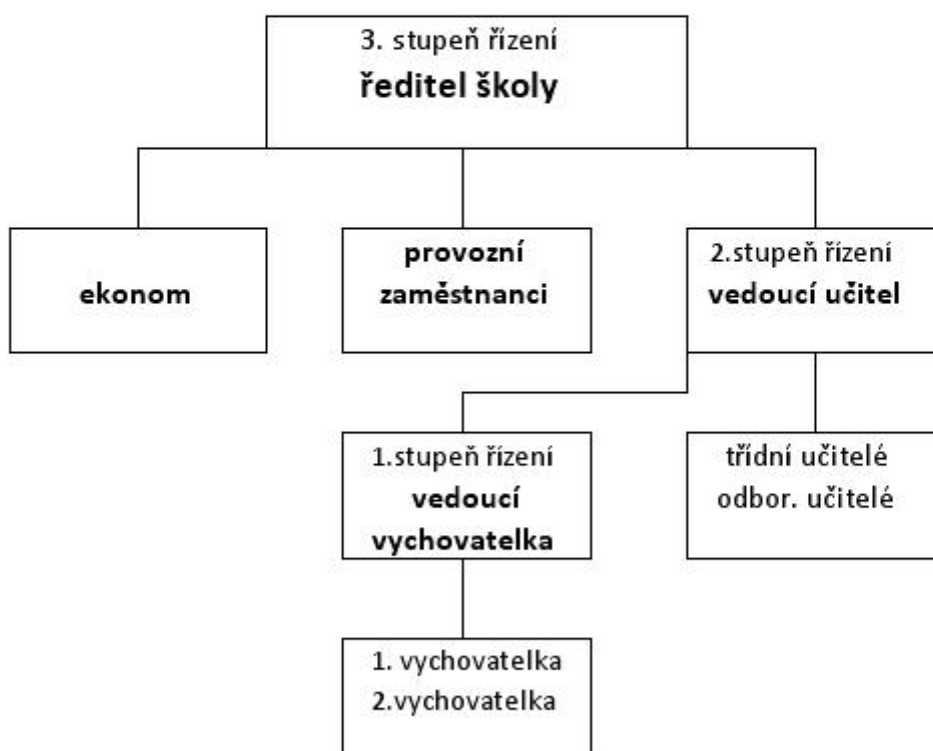 3. stupeň řízení
ředitel školy
ekonom
provozní
zaměstnanci
2.stupeň řízení
vedoucí učitel
1.stupeň řízení
vedoucí
vychovatelka
třídní učitelé
odbor. učitelé
1. vychovatelka
2.vychovatelka